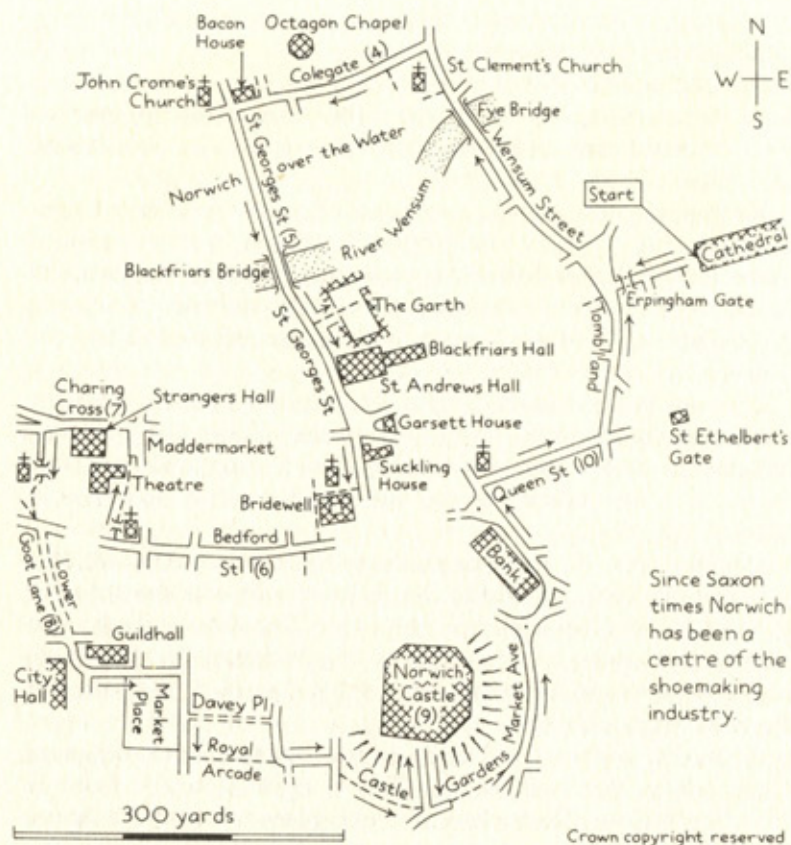 Bacon
House
Octagon Chapel
N
W E
S
Colegate (4)
St Clement's Church
John Crome's
Church
Fye Bridge
St Georges St (5)
Norwich over the Water
Wensum Street
Start
River Wensum
Cathedral
Blackfriars Bridge
Erpingham Gate
The Garth
Tombland
St Georges St
Blackfriars Hall
St Andrews Hall
Charing
Cross (7)
Strangers Hall
Garsett House
St Ethelbert's
Gate
Maddermarket
Theatre
Suckling
House
Queen St (10)
Bridewell
Bedford
St (6)
Bank
Lower
Goat Lane (8)
Since Saxon
times Norwich
has been a
centre of the
shoemaking
industry.
Guildhall
City
Hall
Norwich
Castle
(9)
Market
Place
Davey Pl
Market Ave
Royal
Arcade
Castle
Gardens
300 yards
Crown copyright reserved